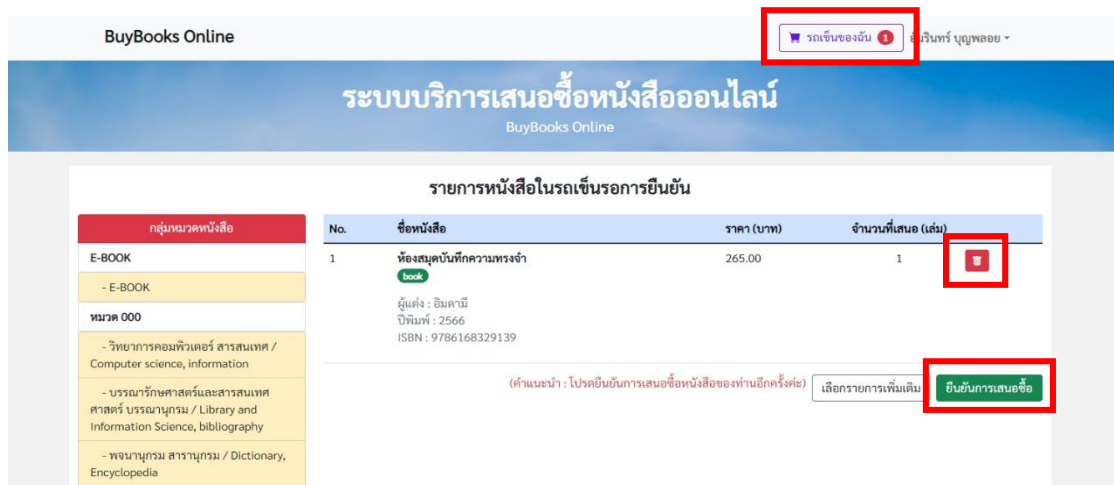 BuyBooks Online
รถเข็นของฉัน 1
รินทร์ บุญพลอย
ระบบบริการเสนอซื้อหนังสือออนไลน์
BuyBooks Online
รายการหนังสือในรถเข็นรอการยืนยัน
กลุ่มหมวดหนังสือ
E-BOOK
- E-BOOK
หมวด 000
- วิทยาการคอมพิวเตอร์ สารสนเทศ /
Computer science, information
- บรรณารักษศาสตร์และสารสนเทศ
ศาสตร์ บรรณานุกรม / Library and
Information Science, bibliography
- พจนานุกรม สารานุกรม / Dictionary,
Encyclopedia
No. ชื่อหนังสือ ราคา (บาท) จำนวนที่เสนอ (เล่ม)
1 ห้องสมุดบันทึกความทรงจำ 265.00 1
book
ผู้แต่ง : อิมดามี
ปีพิมพ์ : 2566
ISBN : 9786168329139
(คำแนะนำ : โปรดยืนยันการเสนอซื้อหนังสือของท่านอีกครั้งค่ะ) เลือกรายการเพิ่มเติม ยืนยันการเสนอซื้อ